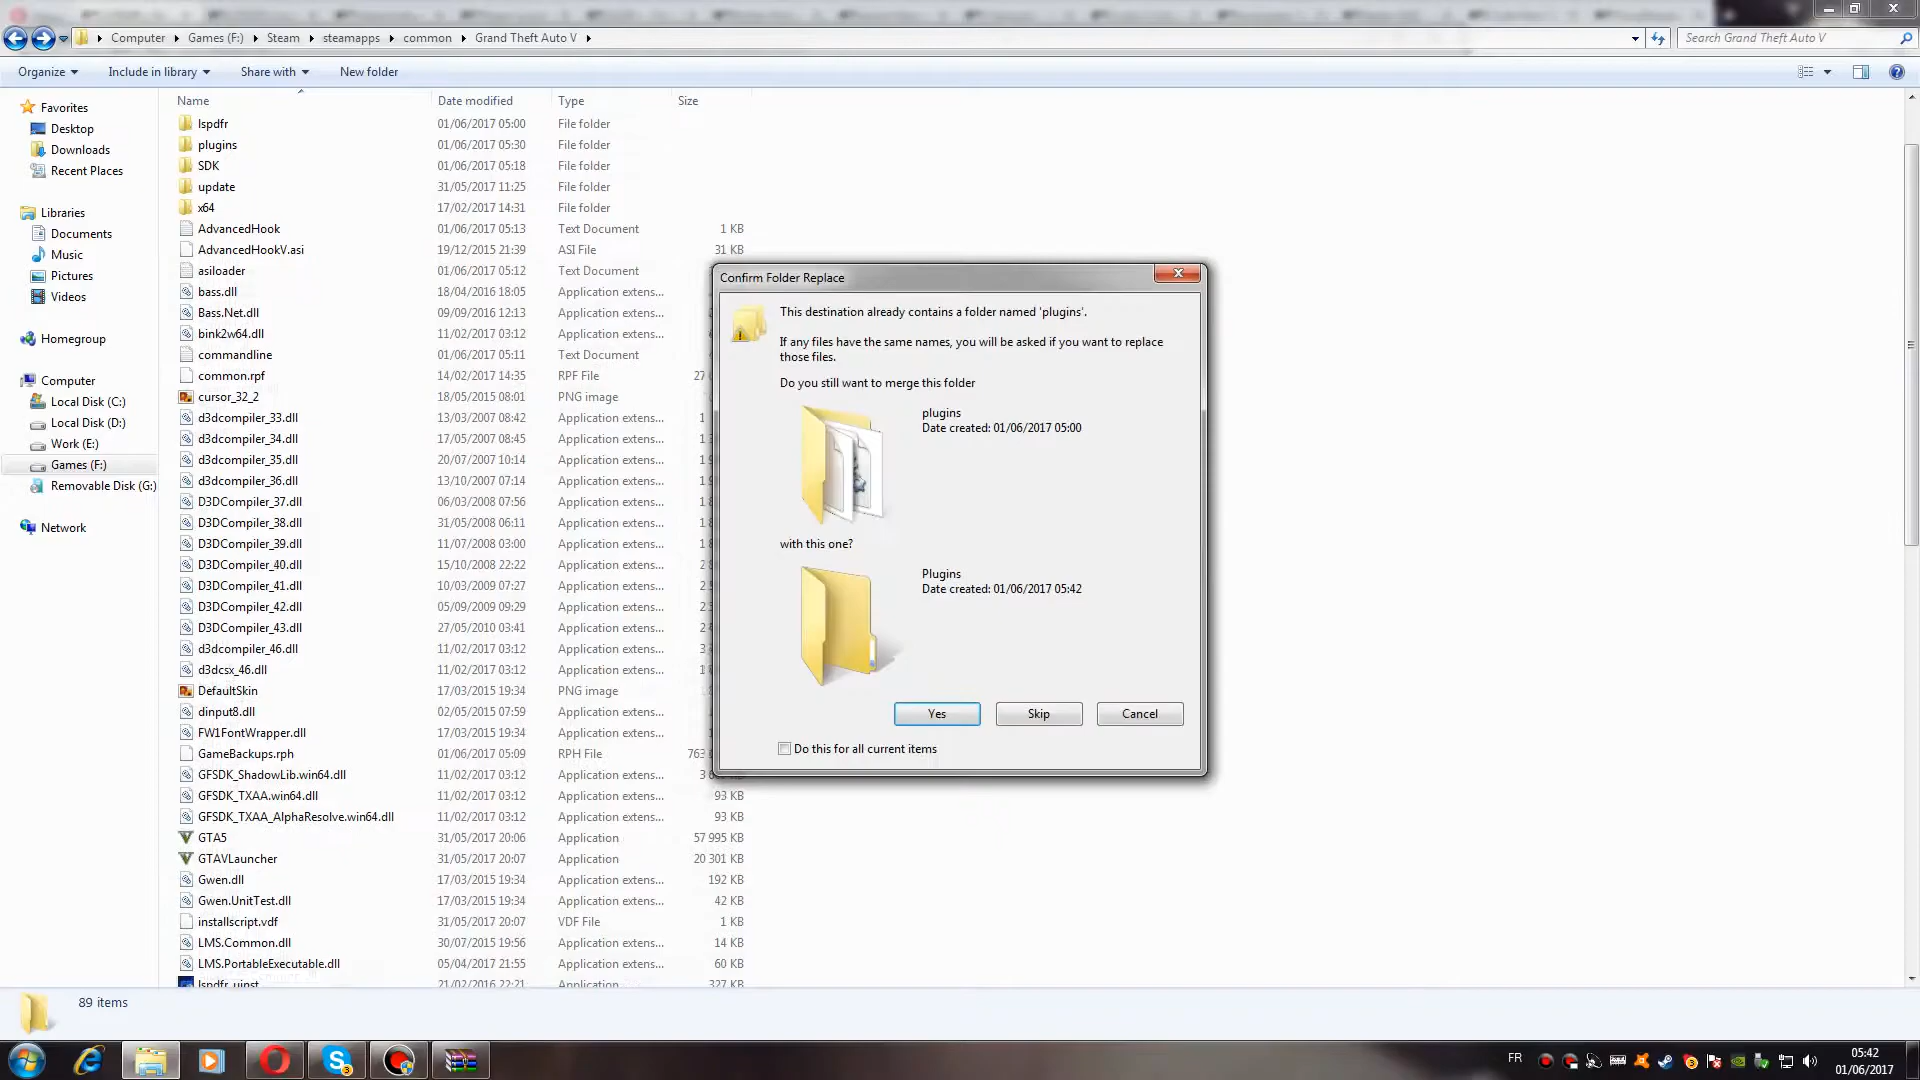 Computer Games (F:) Steam steamapps common Grand Theft Auto V
Search Grand Theft Auto V
Organize Include in library Share with New folder
Favorites
Desktop
Downloads
Recent Places
Libraries
Documents
Music
Pictures
Videos
Homegroup
Computer
Local Disk (C:)
Local Disk (D:)
Work (E:)
Games (F:)
Removable Disk (G:)
Network
Name Date modified Type Size
lspdfr 01/06/2017 05:00 File folder
plugins 01/06/2017 05:30 File folder
SDK 01/06/2017 05:18 File folder
update 31/05/2017 11:25 File folder
x64 17/02/2017 14:31 File folder
AdvancedHook 01/06/2017 05:13 Text Document 1 KB
AdvancedHookV.asi 19/12/2015 21:39 ASI File 31 KB
asiloader 01/06/2017 05:12 Text Document
bass.dll 18/04/2016 18:05 Application extens...
Bass.Net.dll 09/09/2016 12:13 Application extens...
bink2w64.dll 11/02/2017 03:12 Application extens...
commandline 01/06/2017 05:11 Text Document
common.rpf 14/02/2017 14:35 RPF File 27
cursor_32_2 18/05/2015 08:01 PNG image
d3dcompiler_33.dll 13/03/2007 08:42 Application extens... 1
d3dcompiler_34.dll 17/05/2007 08:45 Application extens... 1
d3dcompiler_35.dll 20/07/2007 10:14 Application extens... 1
d3dcompiler_36.dll 13/10/2007 07:14 Application extens... 1
D3DCompiler_37.dll 06/03/2008 07:56 Application extens... 1
D3DCompiler_38.dll 31/05/2008 06:11 Application extens... 1
D3DCompiler_39.dll 11/07/2008 03:00 Application extens... 1
D3DCompiler_40.dll 15/10/2008 22:22 Application extens... 2
D3DCompiler_41.dll 10/03/2009 07:27 Application extens... 2
D3DCompiler_42.dll 05/09/2009 09:29 Application extens... 2
D3DCompiler_43.dll 27/05/2010 03:41 Application extens... 2
d3dcompiler_46.dll 11/02/2017 03:12 Application extens... 3
d3dcsx_46.dll 11/02/2017 03:12 Application extens... 1
DefaultSkin 17/03/2015 19:34 PNG image
dinput8.dll 02/05/2015 07:59 Application extens...
FW1FontWrapper.dll 17/03/2015 19:34 Application extens...
GameBackups.rph 01/06/2017 05:09 RPH File 763
GFSDK_ShadowLib.win64.dll 11/02/2017 03:12 Application extens... 3
GFSDK_TXAA.win64.dll 11/02/2017 03:12 Application extens... 93 KB
GFSDK_TXAA_AlphaResolve.win64.dll 11/02/2017 03:12 Application extens... 93 KB
GTA5 31/05/2017 20:06 Application 57 995 KB
GTAVLauncher 31/05/2017 20:07 Application 20 301 KB
Gwen.dll 17/03/2015 19:34 Application extens... 192 KB
Gwen.UnitTest.dll 17/03/2015 19:34 Application extens... 42 KB
installscript.vdf 31/05/2017 20:07 VDF File 1 KB
LMS.Common.dll 30/07/2015 19:56 Application extens... 14 KB
LMS.PortableExecutable.dll 05/04/2017 21:55 Application extens... 60 KB
lspdfr_uinst 21/02/2016 22:21 Application extens... 327 KB
Confirm Folder Replace
This destination already contains a folder named 'plugins'.
If any files have the same names, you will be asked if you want to replace
those files.
Do you still want to merge this folder
plugins
Date created: 01/06/2017 05:00
with this one?
Plugins
Date created: 01/06/2017 05:42
Yes Skip Cancel
Do this for all current items
89 items
FR
05:42
01/06/2017